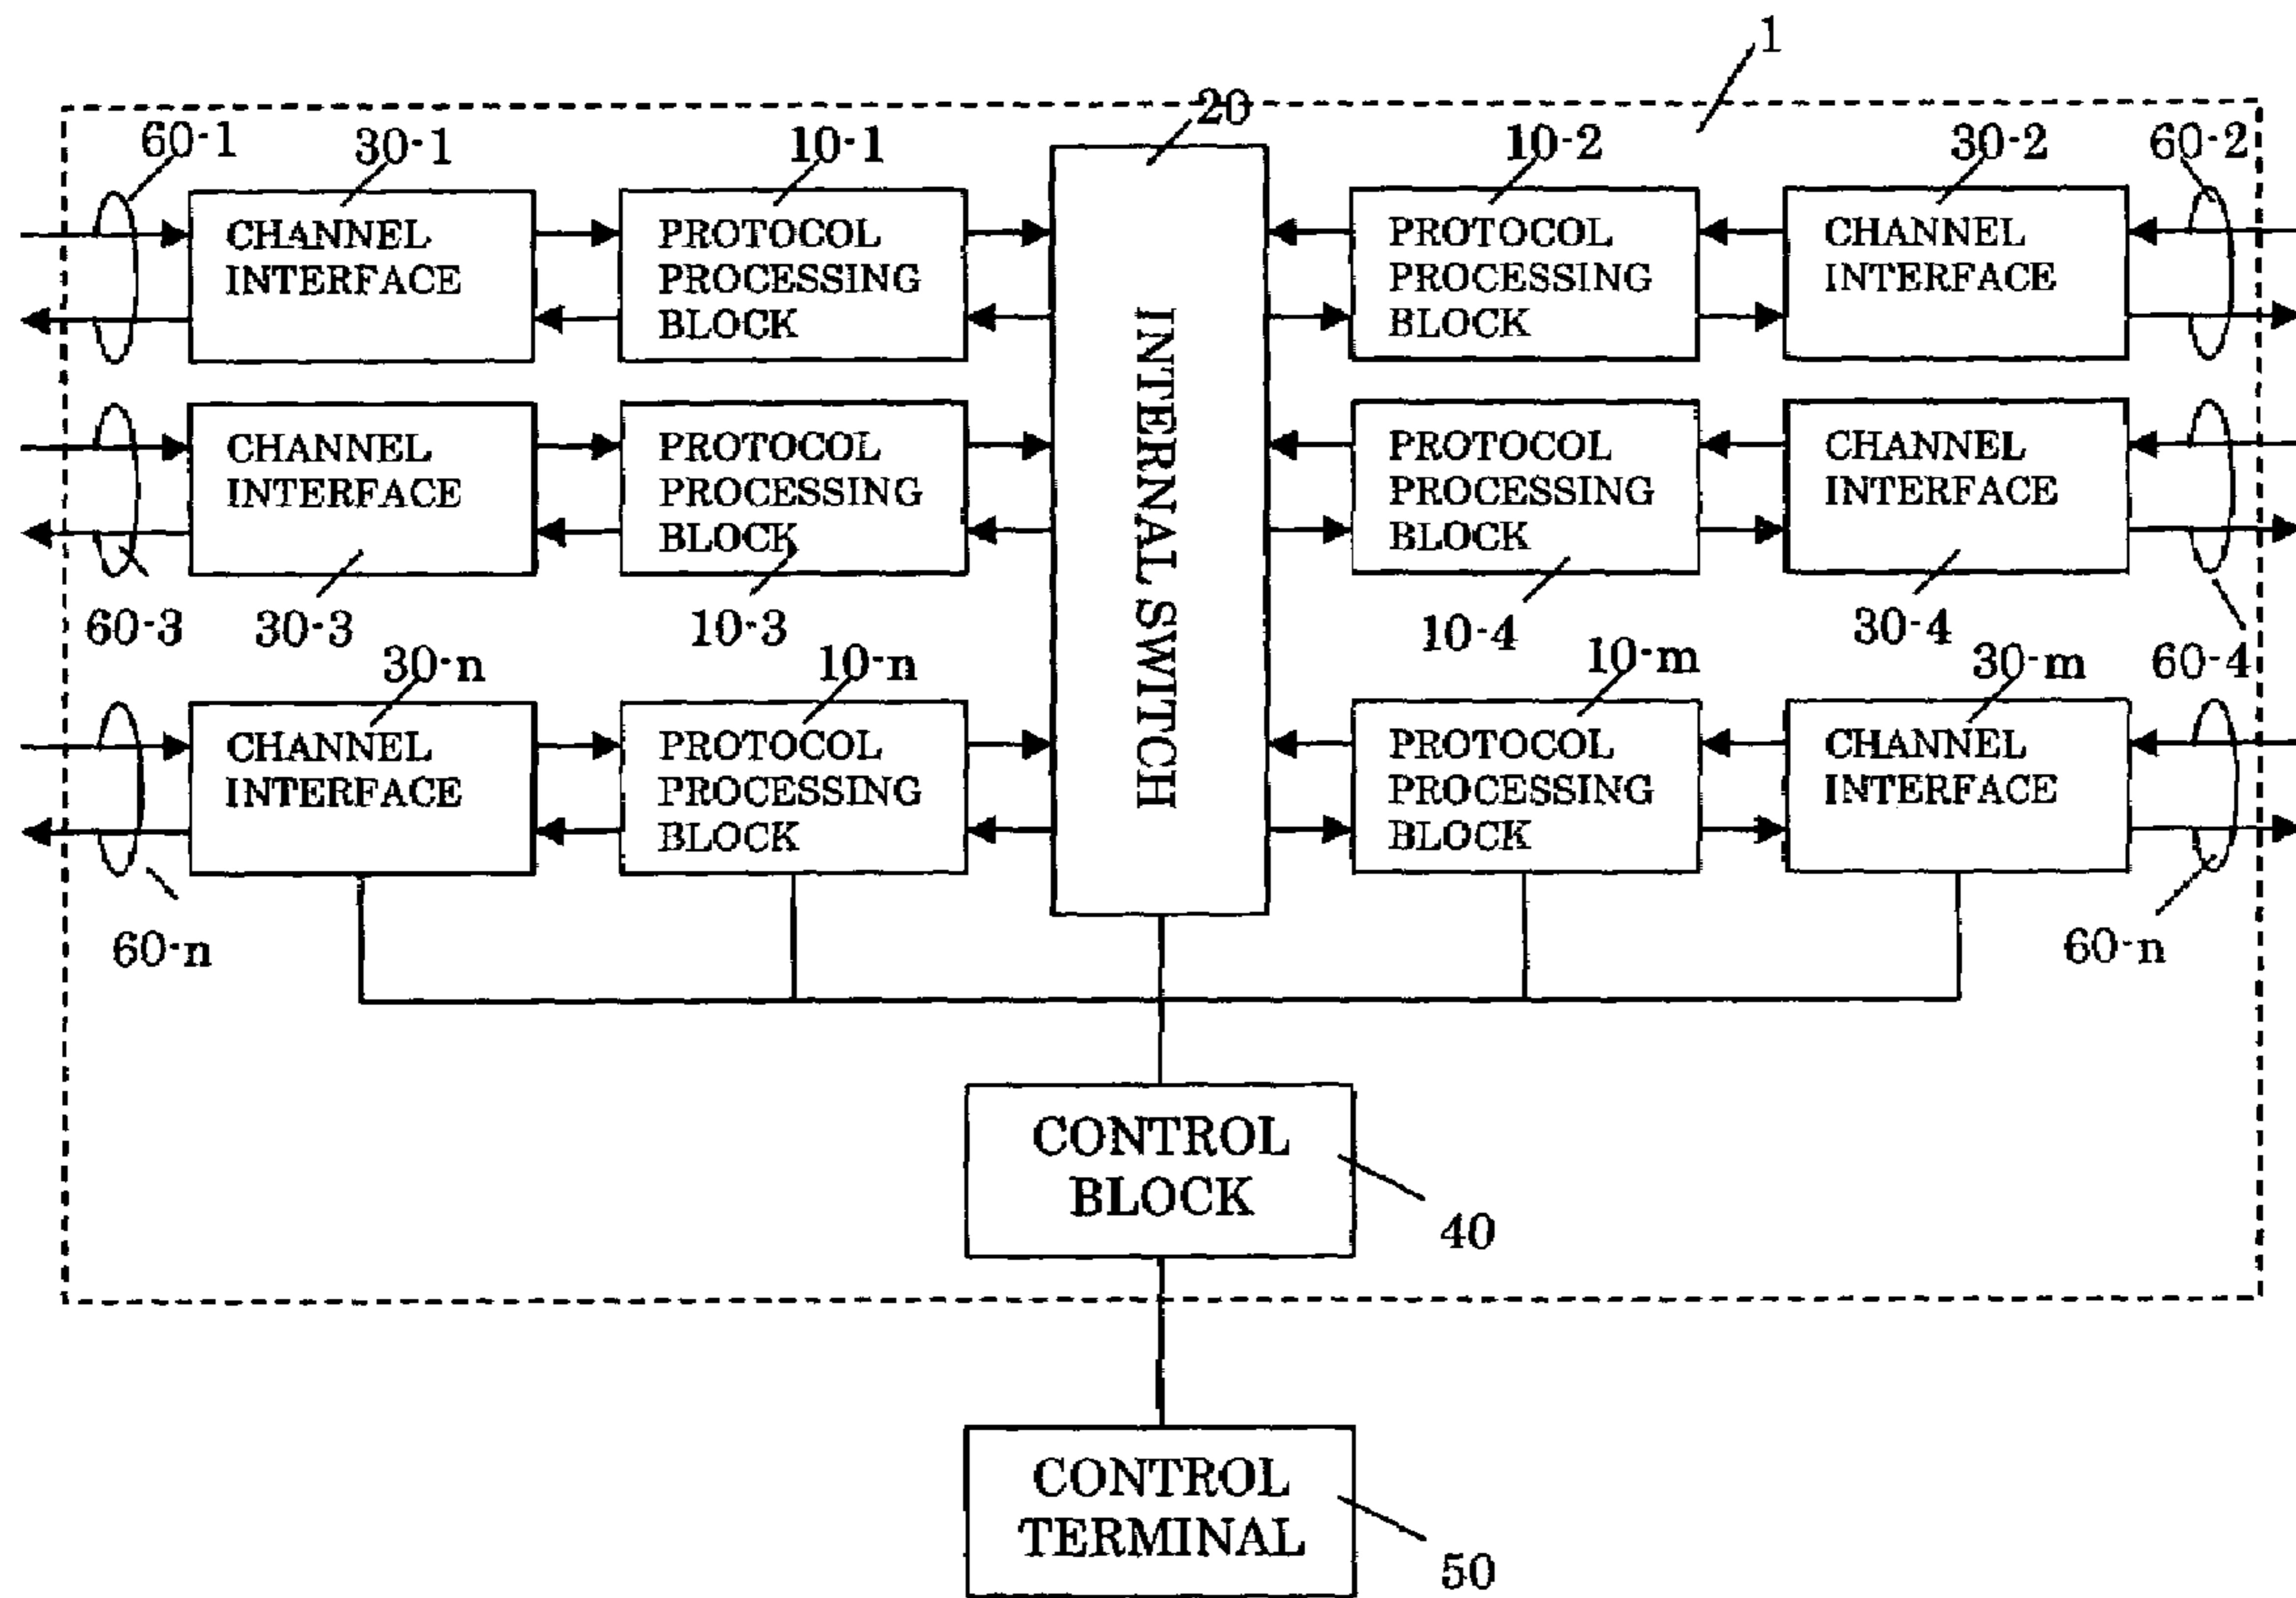 1
20
60-1
30-1
10-1
10-2
30-2
60-2
CHANNEL
INTERFACE
PROTOCOL
PROCESSING
BLOCK
PROTOCOL
PROCESSING
BLOCK
CHANNEL
INTERFACE
INTERNAL SWITCH
CHANNEL
INTERFACE
PROTOCOL
PROCESSING
BLOCK
PROTOCOL
PROCESSING
BLOCK
CHANNEL
INTERFACE
60-3
30-3
10-3
10-4
30-4
60-4
30-n
10-n
10-m
30-m
CHANNEL
INTERFACE
PROTOCOL
PROCESSING
BLOCK
PROTOCOL
PROCESSING
BLOCK
CHANNEL
INTERFACE
60-n
60-n
CONTROL
BLOCK
40
CONTROL
TERMINAL
50